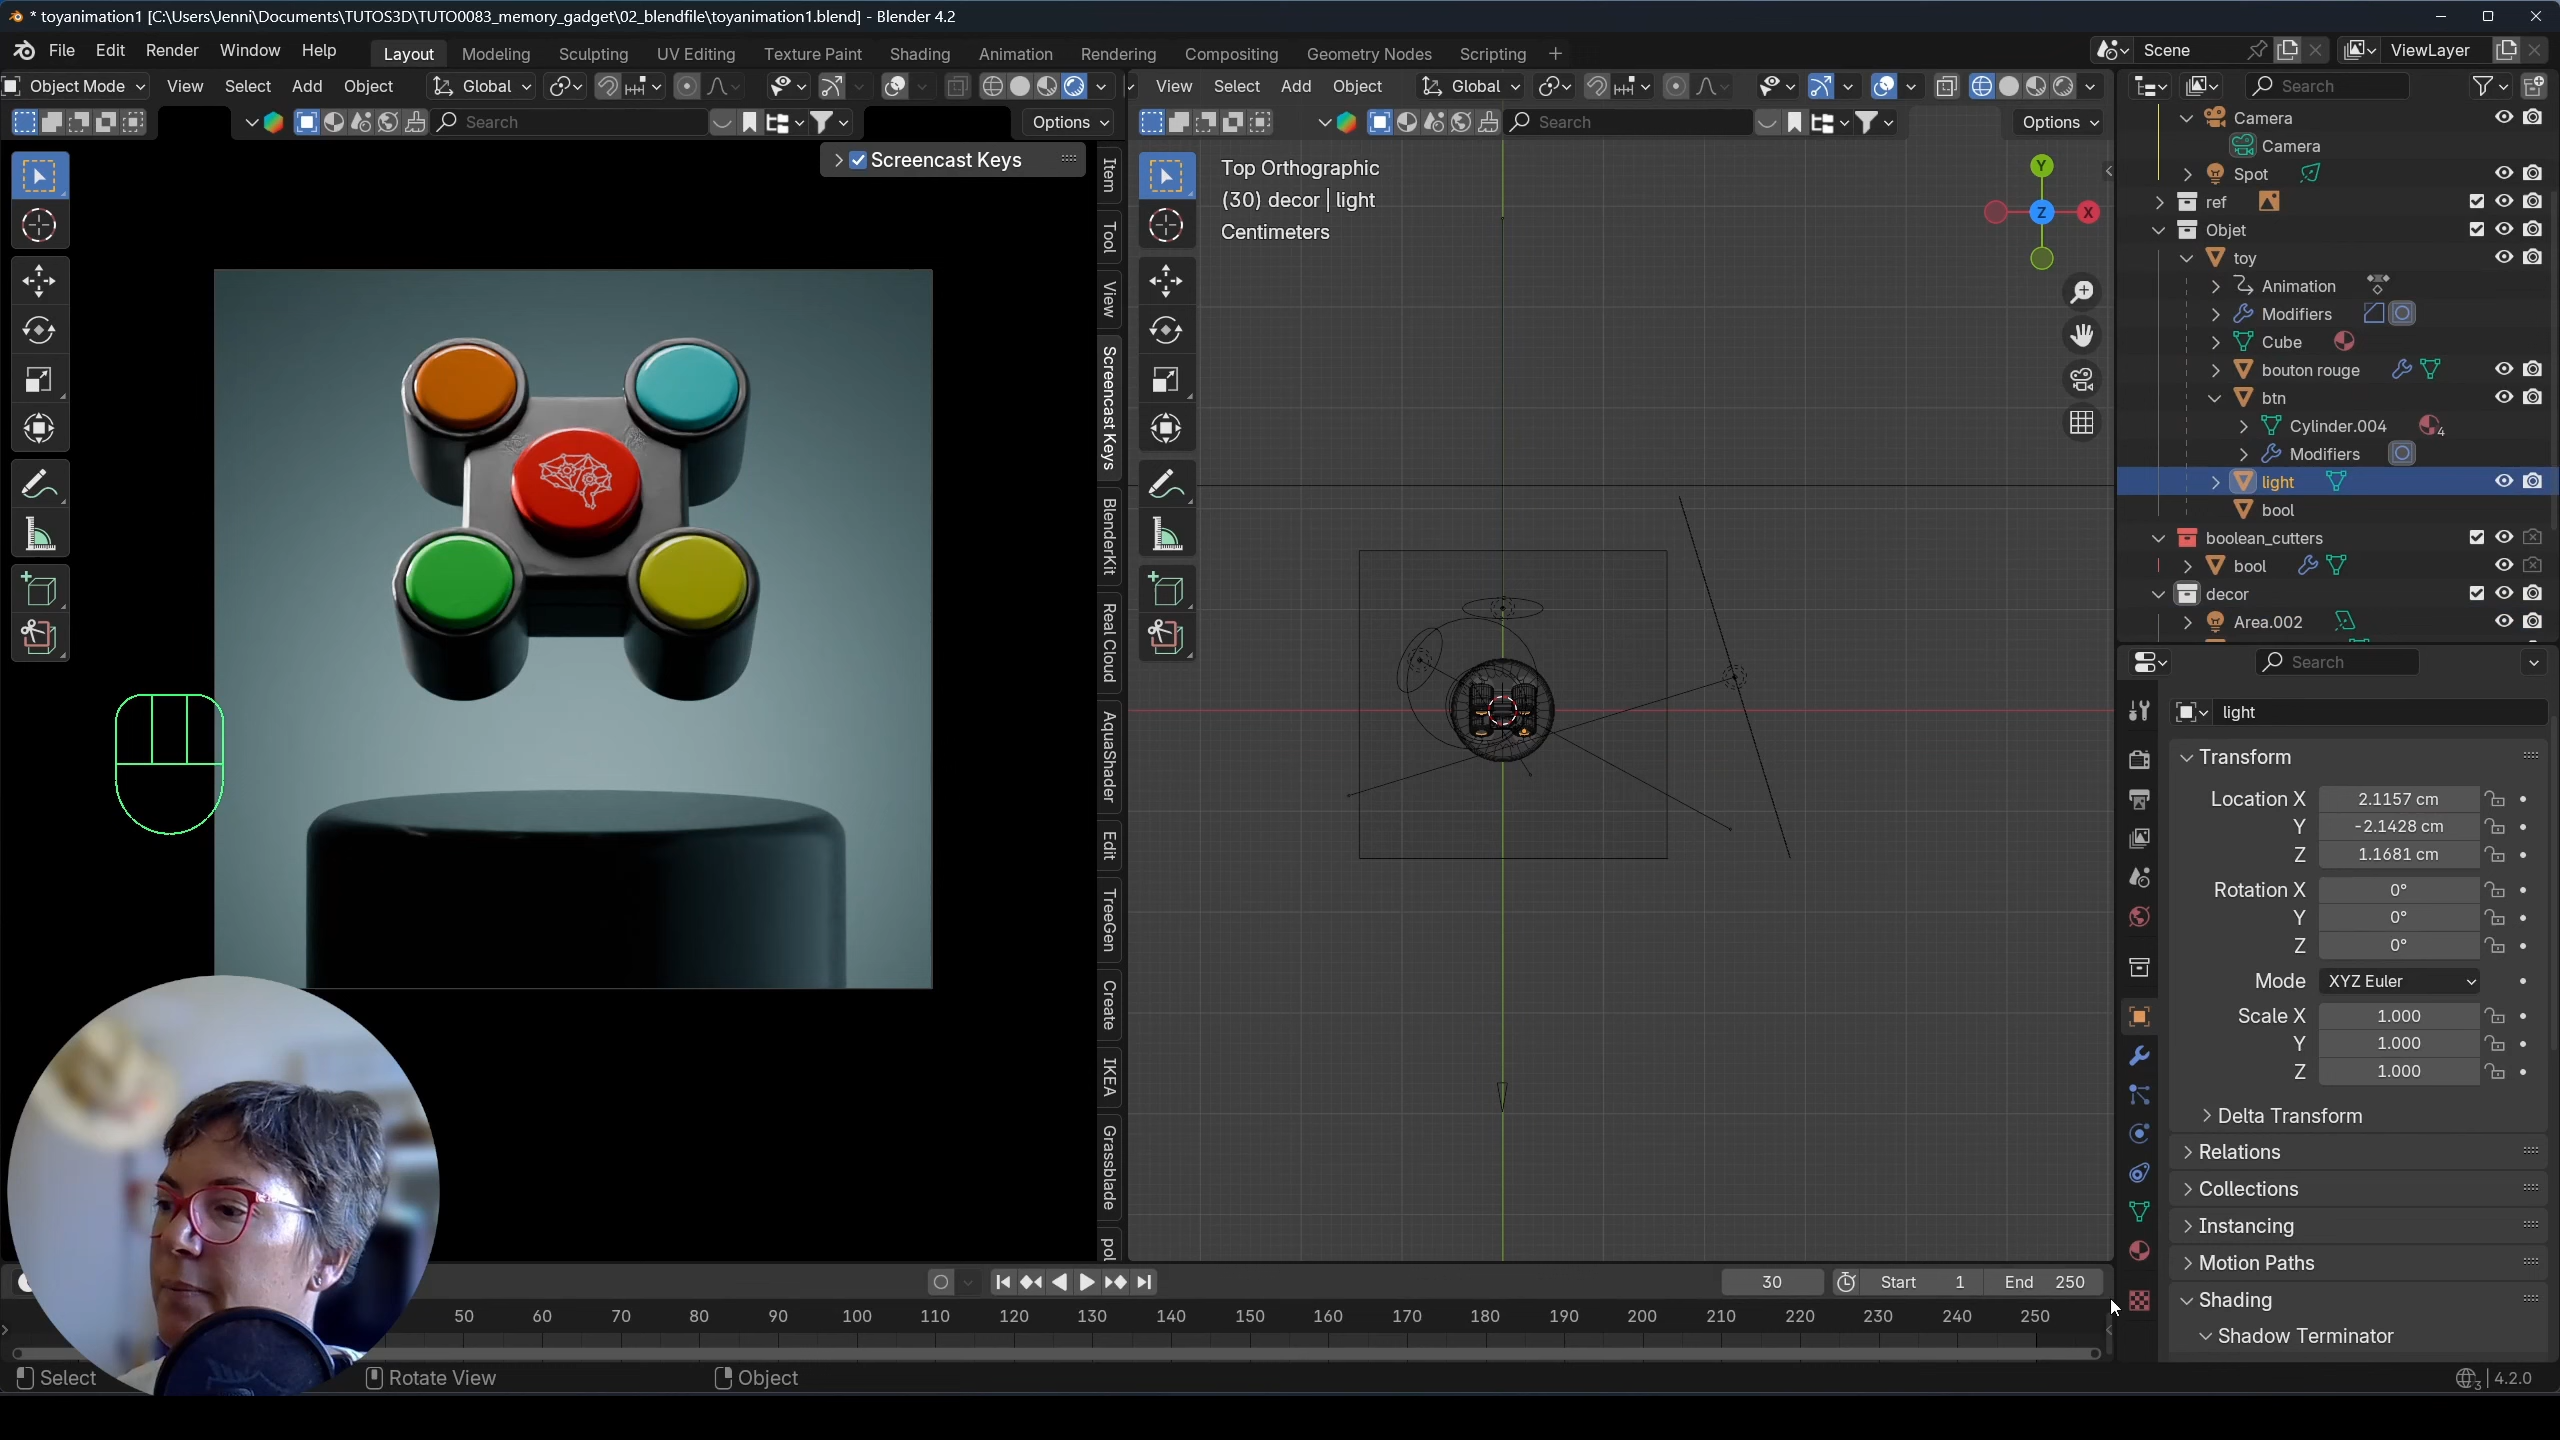 * toyanimation1 [C:\Users\Jenni\Documents\TUTOS3D\TUTO0083_memory_gadget\02_blendfile\toyanimation1.blend] - Blender 4.2
File Edit Render Window Help
Layout Modeling Sculpting UV Editing Texture Paint Shading Animation Rendering Compositing Geometry Nodes Scripting +
Scene
ViewLayer
Object Mode View Select Add Object Global
View Select Add Object Global
Search
Search
Options
Search
Options
Screencast Keys
Item
Tool
View
Screencast Keys
BlenderKit
Real Cloud
AquaShader
Edit
TreeGen
Create
IKEA
Grassblade
pol
Top Orthographic
(30) decor | light
Centimeters
Y
Z
X
Camera
Camera
Spot
ref
Objet
toy
Animation
Modifiers
Cube
bouton rouge
btn
Cylinder.004
4
Modifiers
light
bool
boolean_cutters
bool
decor
Area.002
Search
light
Transform
Location X 2.1157 cm
Y -2.1428 cm
Z 1.1681 cm
Rotation X 0°
Y 0°
Z 0°
Mode XYZ Euler
Scale X 1.000
Y 1.000
Z 1.000
Delta Transform
Relations
Collections
Instancing
Motion Paths
Shading
Shadow Terminator
30 Start 1 End 250
50 60 70 80 90 100 110 120 130 140 150 160 170 180 190 200 210 220 230 240 250
Select Rotate View Object
3 4.2.0